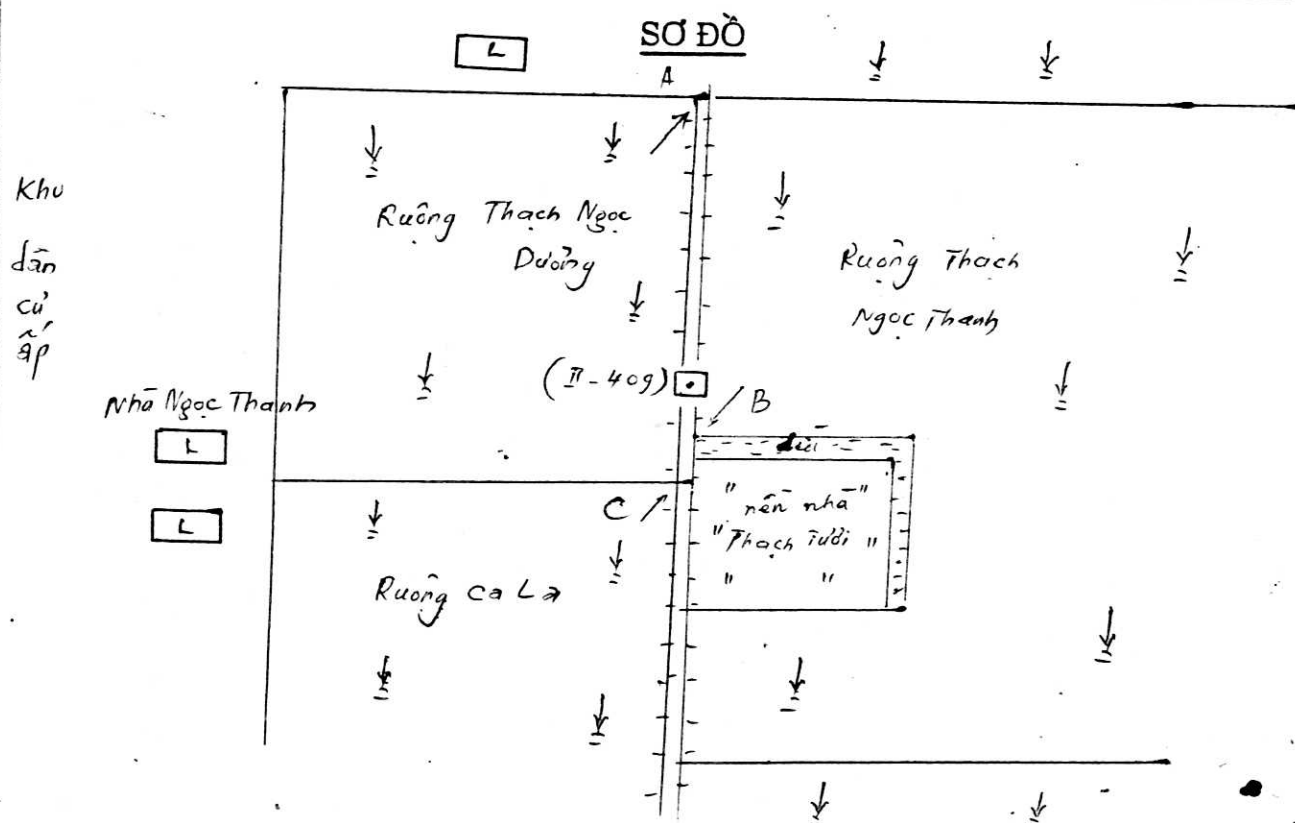 SƠ ĐỒ
L
A
Khu
dân
cư
ấp
Ruộng Thạch Ngọc
Dưỡng
Ruộng Thạch
Ngọc Thanh
(II-409)
B
Nhà Ngọc Thanh
L
L
C
" nền nhà "
" Thạch Tười "
" "
Ruộng Ca La